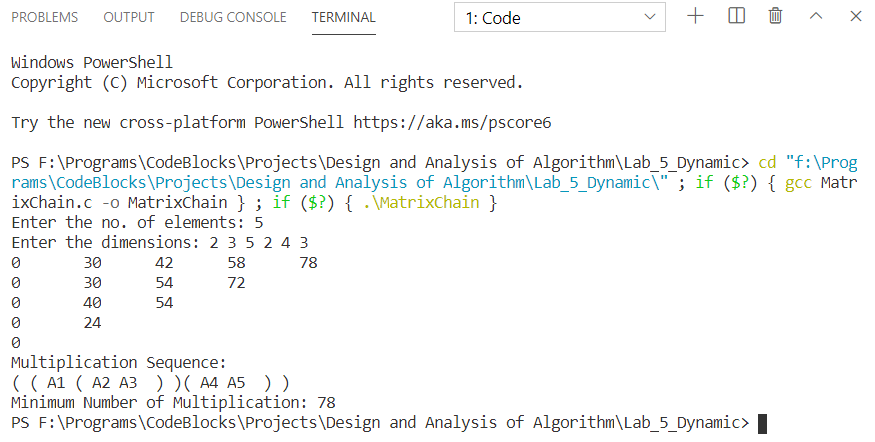 PROBLEMS OUTPUT DEBUG CONSOLE TERMINAL 1: Code
Windows PowerShell
Copyright (C) Microsoft Corporation. All rights reserved.
Try the new cross-platform PowerShell https://aka.ms/pscore6
PS F:\Programs\CodeBlocks\Projects\Design and Analysis of Algorithm\Lab_5_Dynamic> cd "f:\Prog
rams\CodeBlocks\Projects\Design and Analysis of Algorithm\Lab_5_Dynamic\" ; if ($?) { gcc Matr
ixChain.c -o MatrixChain } ; if ($?) { .\MatrixChain }
Enter the no. of elements: 5
Enter the dimensions: 2 3 5 2 4 3
0 30 42 58 78
0 30 54 72
0 40 54
0 24
0
Multiplication Sequence:
( ( A1 ( A2 A3  ) )( A4 A5  ) )
Minimum Number of Multiplication: 78
PS F:\Programs\CodeBlocks\Projects\Design and Analysis of Algorithm\Lab_5_Dynamic>